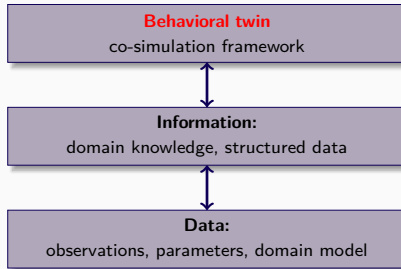 Behavioral twin
co-simulation framework
Information:
domain knowledge, structured data
Data:
observations, parameters, domain model